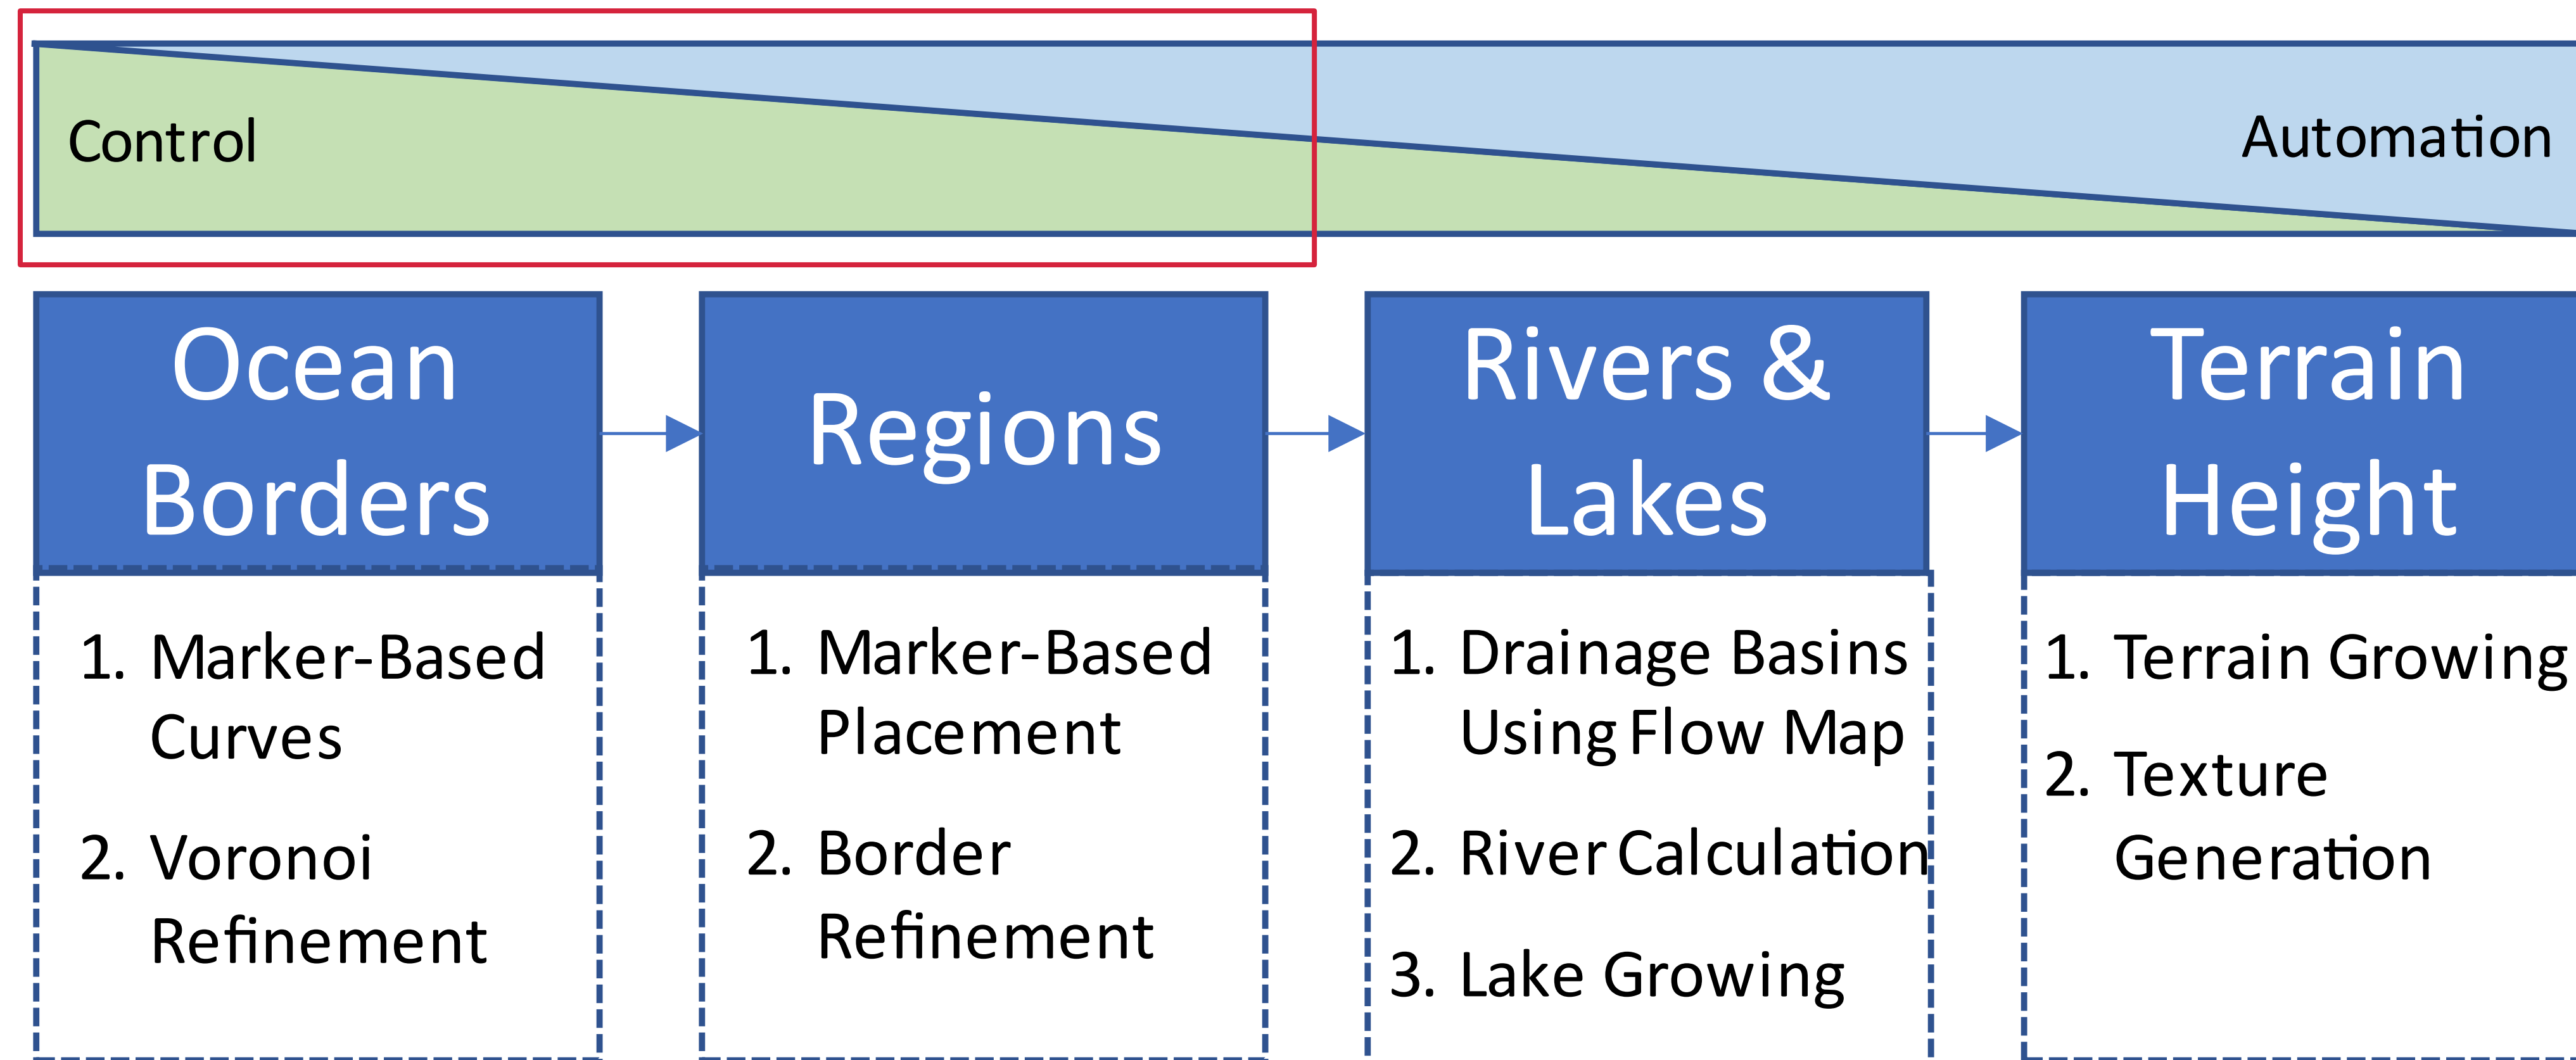 Control
Automation
Ocean
Borders
Regions
Rivers &
Lakes
Terrain
Height
1. Marker-Based
Curves
2. Voronoi
Refinement
1. Marker-Based
Placement
2. Border
Refinement
1. Drainage Basins
Using Flow Map
2. River Calculation
3. Lake Growing
1. Terrain Growing
2. Texture
Generation